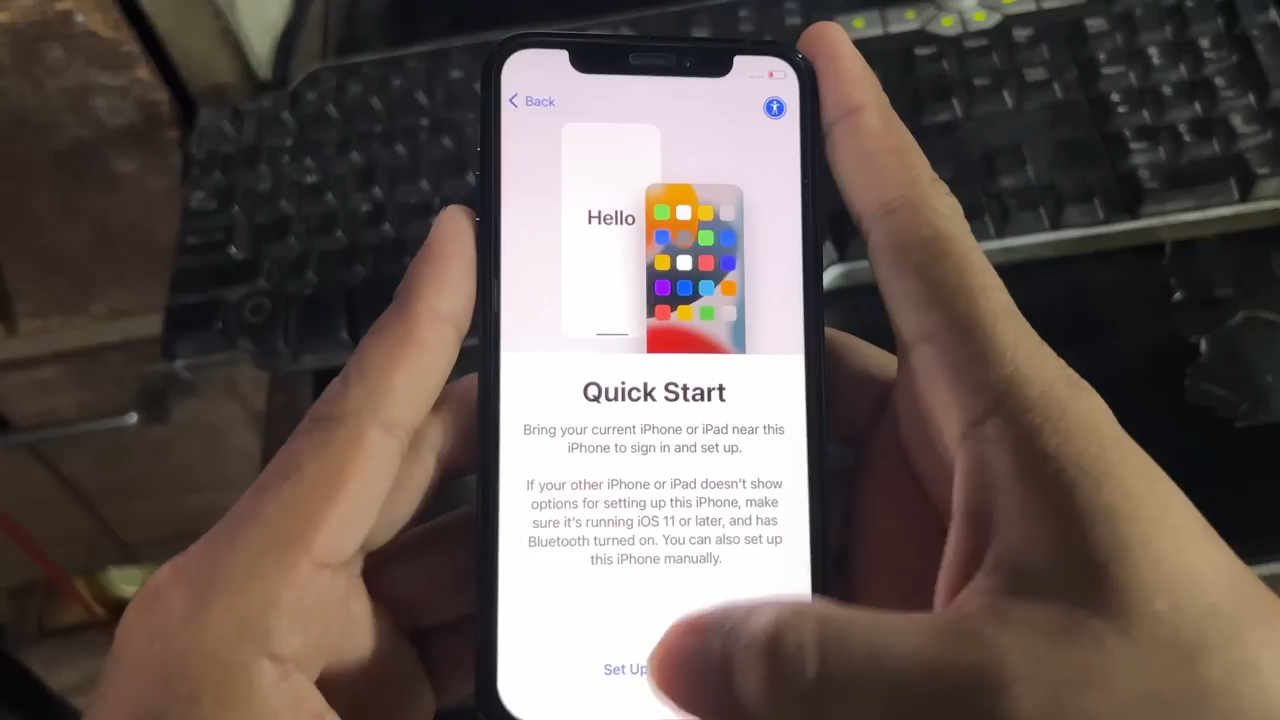 Back
Hello
Quick Start
Bring your current iPhone or iPad near this
iPhone to sign in and set up.
If your other iPhone or iPad doesn't show
options for setting up this iPhone, make
sure it's running iOS 11 or later, and has
Bluetooth turned on. You can also set up
this iPhone manually.
Set Up